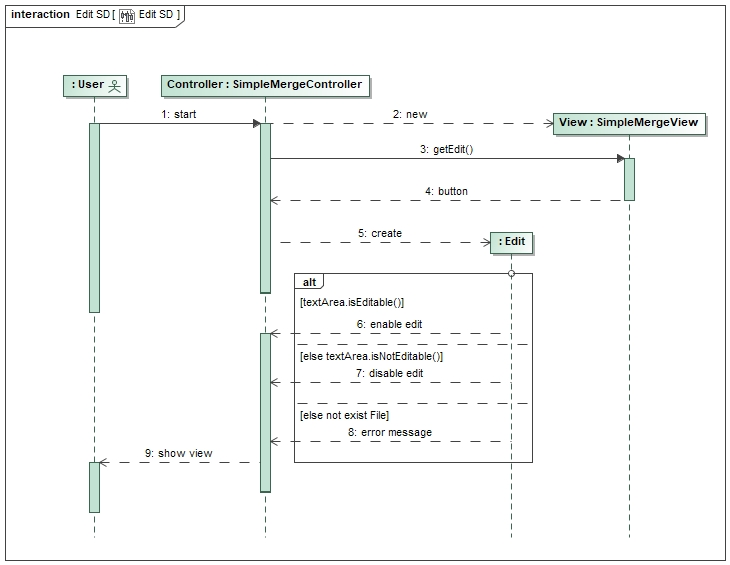 interaction Edit SD [ Edit SD ]
: User
Controller : SimpleMergeController
1: start
2: new
View : SimpleMergeView
3: getEdit()
4: button
5: create
: Edit
alt
[textArea.isEditable()]
6: enable edit
[else textArea.isNotEditable()]
7: disable edit
[else not exist File]
8: error message
9: show view